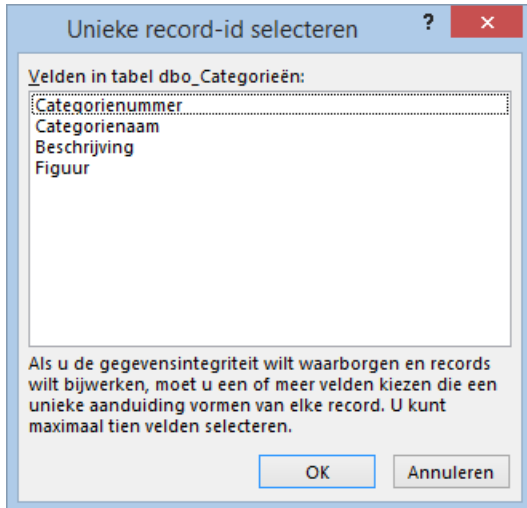 Unieke record-id selecteren
?
Velden in tabel dbo_Categorieën:
Categorienummer
Categorienaam
Beschrijving
Figuur
Als u de gegevensintegriteit wilt waarborgen en records
wilt bijwerken, moet u een of meer velden kiezen die een
unieke aanduiding vormen van elke record. U kunt
maximaal tien velden selecteren.
OK
Annuleren